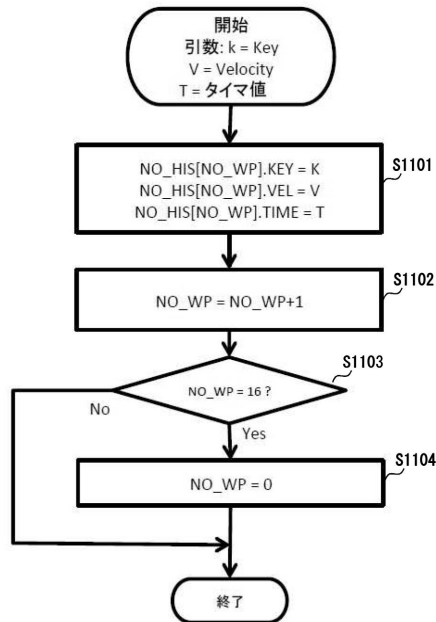 開始
引数: k = Key
V = Velocity
T = タイマ値
NO_HIS[NO_WP].KEY = K
NO_HIS[NO_WP].VEL = V
NO_HIS[NO_WP].TIME = T
S1101
S1102
NO_WP = NO_WP+1
S1103
NO_WP = 16 ?
No
Yes
S1104
NO_WP = 0
終了